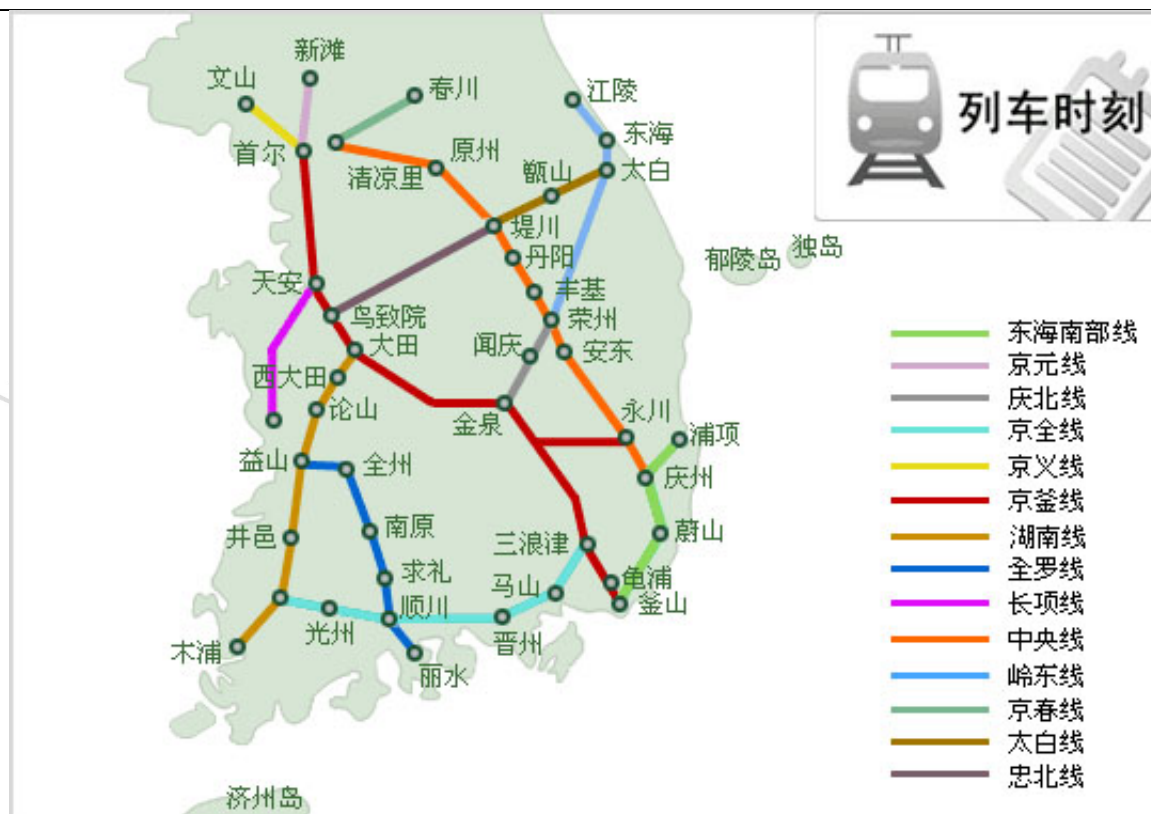 新滩
文山
春川
江陵
列车时刻
东海
首尔
原州
清凉里
甑山
太白
堤川
丹阳
郁陵岛
独岛
天安
丰基
鸟致院
荣州
东海南部线
大田
闻庆
安东
京元线
西大田
庆北线
论山
永川
金泉
浦项
京全线
益山
全州
京义线
庆州
京釜线
南原
井邑
三浪津
蔚山
湖南线
求礼
马山
龟浦
全罗线
顺川
釜山
长项线
光州
晋州
中央线
木浦
丽水
岭东线
京春线
太白线
忠北线
济州岛